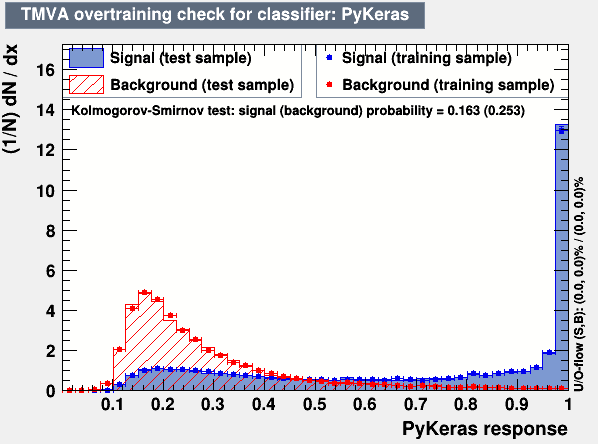 TMVA overtraining check for classifier: PyKeras
Signal (test sample)
Background (test sample)
Signal (training sample)
Background (training sample)
Kolmogorov-Smirnov test: signal (background) probability = 0.163 (0.253)
(1/N) dN / dx
16
14
12
10
8
6
4
2
0
0.1 0.2 0.3 0.4 0.5 0.6 0.7 0.8 0.9 1
PyKeras response
U/O-flow (S,B): (0.0, 0.0)% / (0.0, 0.0)%